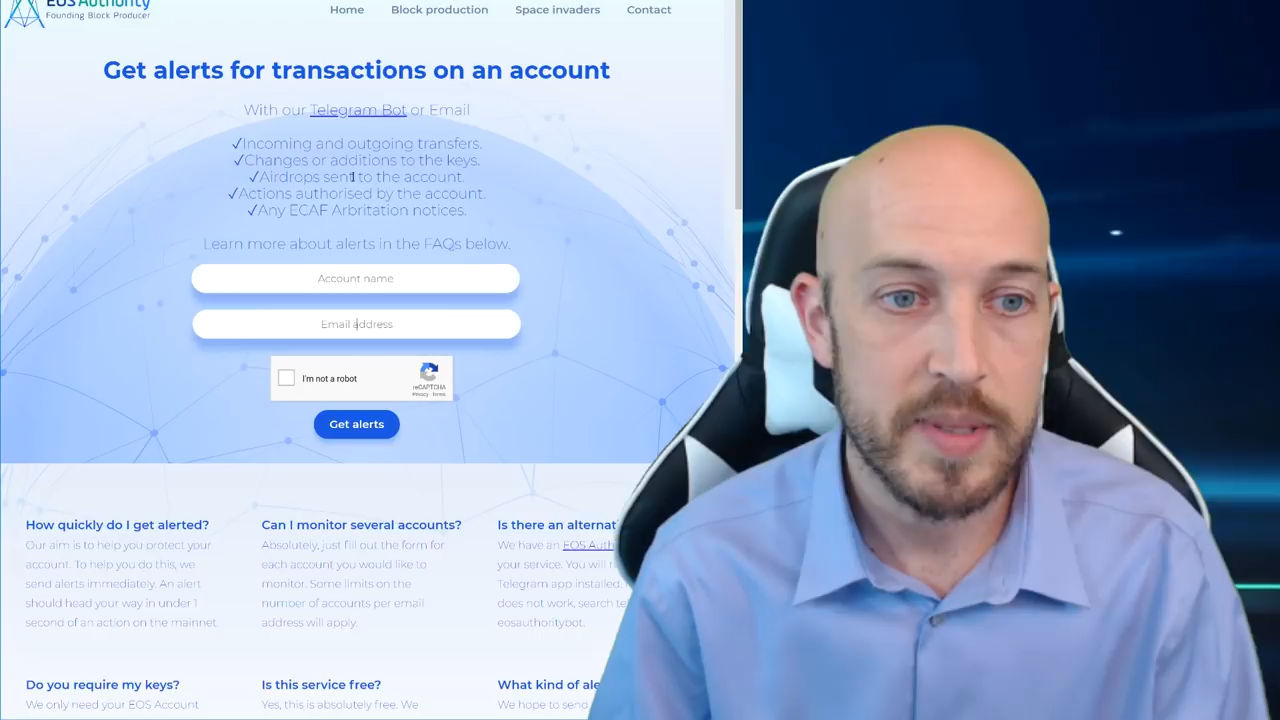 EOS Authority
Founding Block Producer
Home Block production Space invaders Contact
Get alerts for transactions on an account
With our Telegram Bot or Email
✓Incoming and outgoing transfers.
✓Changes or additions to the keys.
✓Airdrops sent to the account.
✓Actions authorised by the account.
✓Any ECAF Arbritation notices.
Learn more about alerts in the FAQs below.
Account name
Email address
I'm not a robot
reCAPTCHA
Privacy - Terms
Get alerts
How quickly do I get alerted?
Our aim is to help you protect your
account. To help you do this, we
send alerts immediately. An alert
should head your way in under 1
second of an action on the mainnet.
Can I monitor several accounts?
Absolutely, just fill out the form for
each account you would like to
monitor. Some limits on the
number of accounts per email
address will apply.
Is there an alternat
We have an EOS Auth
your service. You will
Telegram app installed.
does not work, search
eosauthoritybot.
Do you require my keys?
We only need your EOS Account
Is this service free?
Yes, this is absolutely free. We
What kind of ale
We hope to send